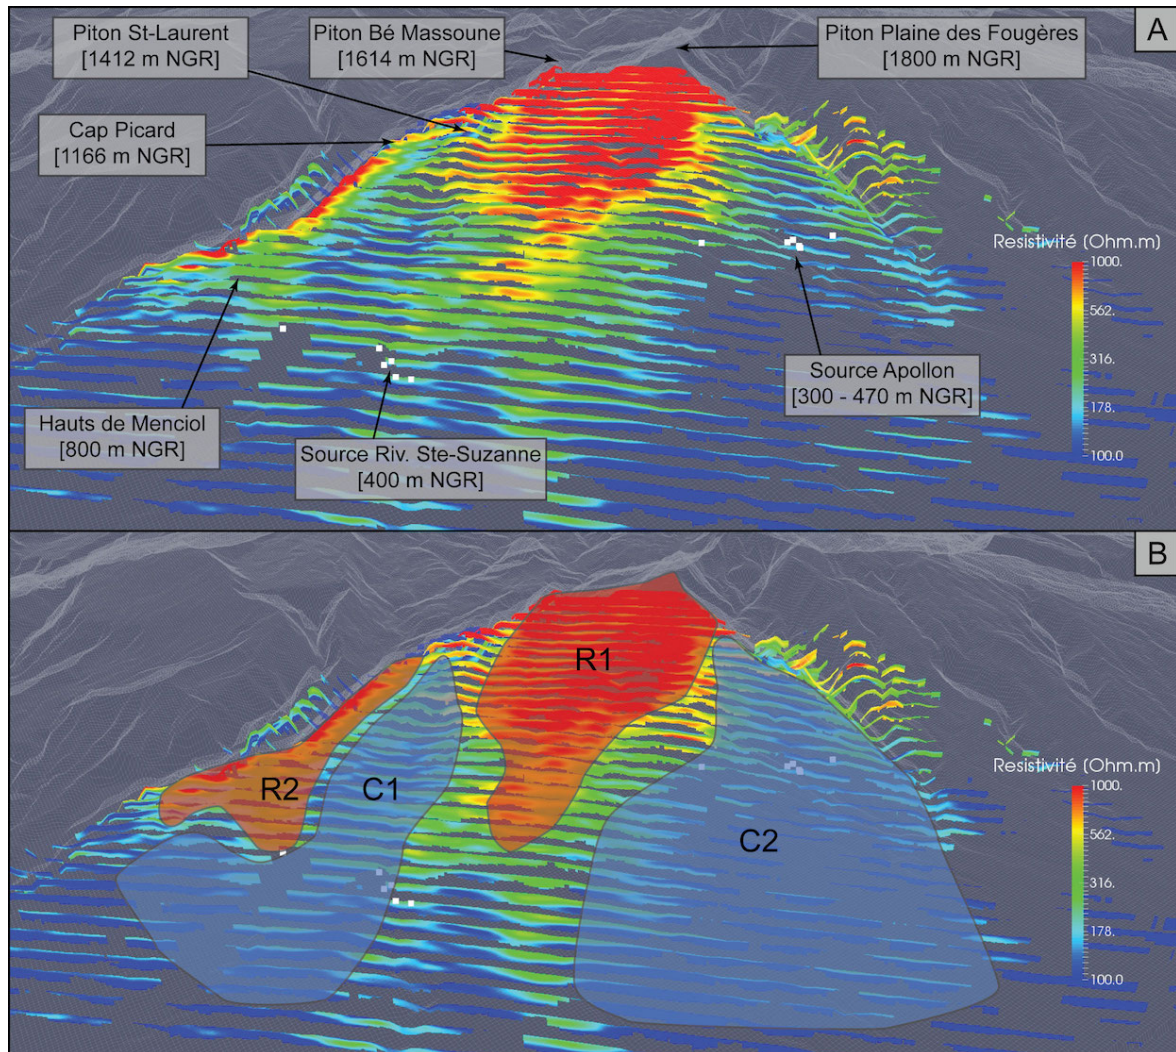 A
Piton St-Laurent
[1412 m NGR]
Piton Bé Massoune
[1614 m NGR]
Piton Plaine des Fougères
[1800 m NGR]
Cap Picard
[1166 m NGR]
Resistivité (Ohm.m)
1000.
562.
316.
178.
100.0
Source Apollon
[300 - 470 m NGR]
Hauts de Menciol
[800 m NGR]
Source Riv. Ste-Suzanne
[400 m NGR]
B
R1
R2
C1
C2
Resistivité (Ohm.m)
1000.
562.
316.
178.
100.0